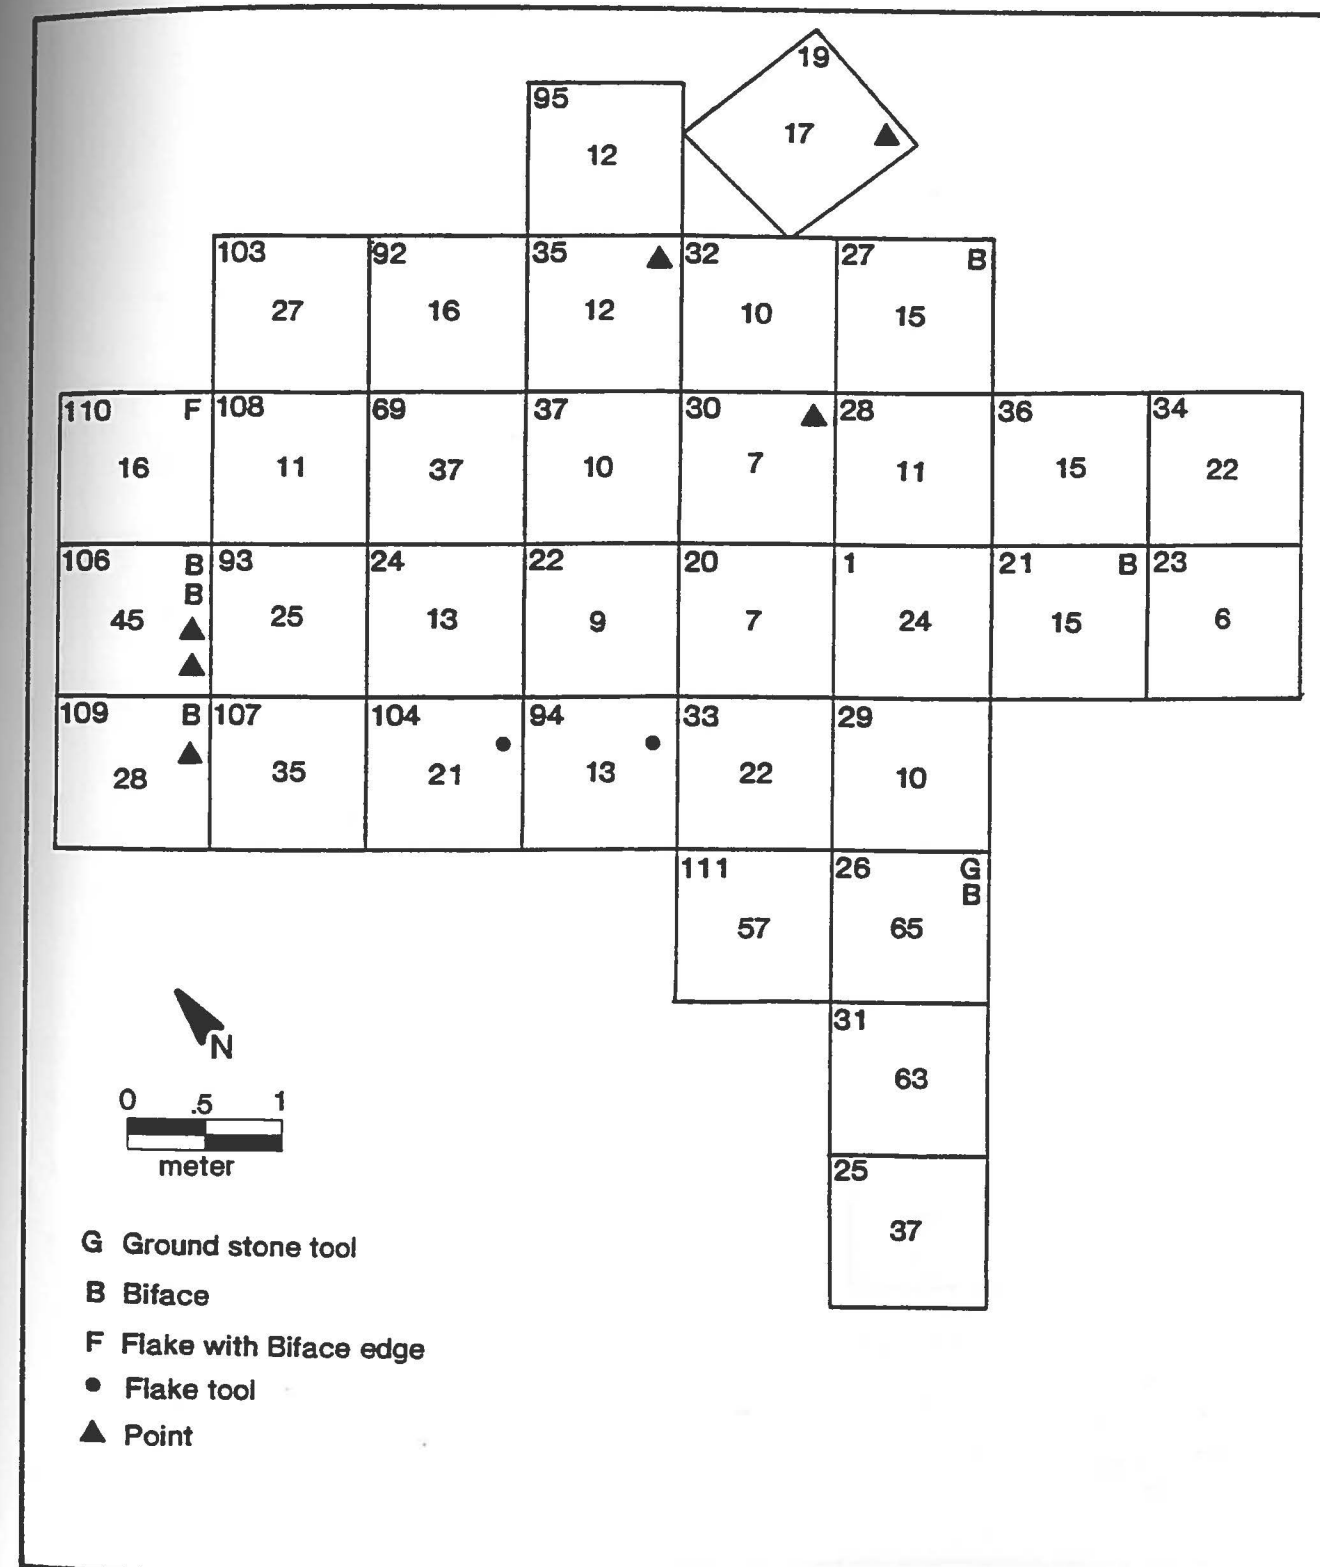 19
95
17
12
103 92 35 32 27 B
27 16 12 10 15
110 F 108 69 37 30 28 36 34
16 11 37 10 7 11 15 22
106 B 93 24 22 20 1 21 B 23
B
45 25 13 9 7 24 15 6
109 B 107 104 94 33 29
28 35 21 13 22 10
111 26 G
B
57 65
31
63
25
37
N
0 .5 1
meter
G Ground stone tool
B Biface
F Flake with Biface edge
Flake tool
Point